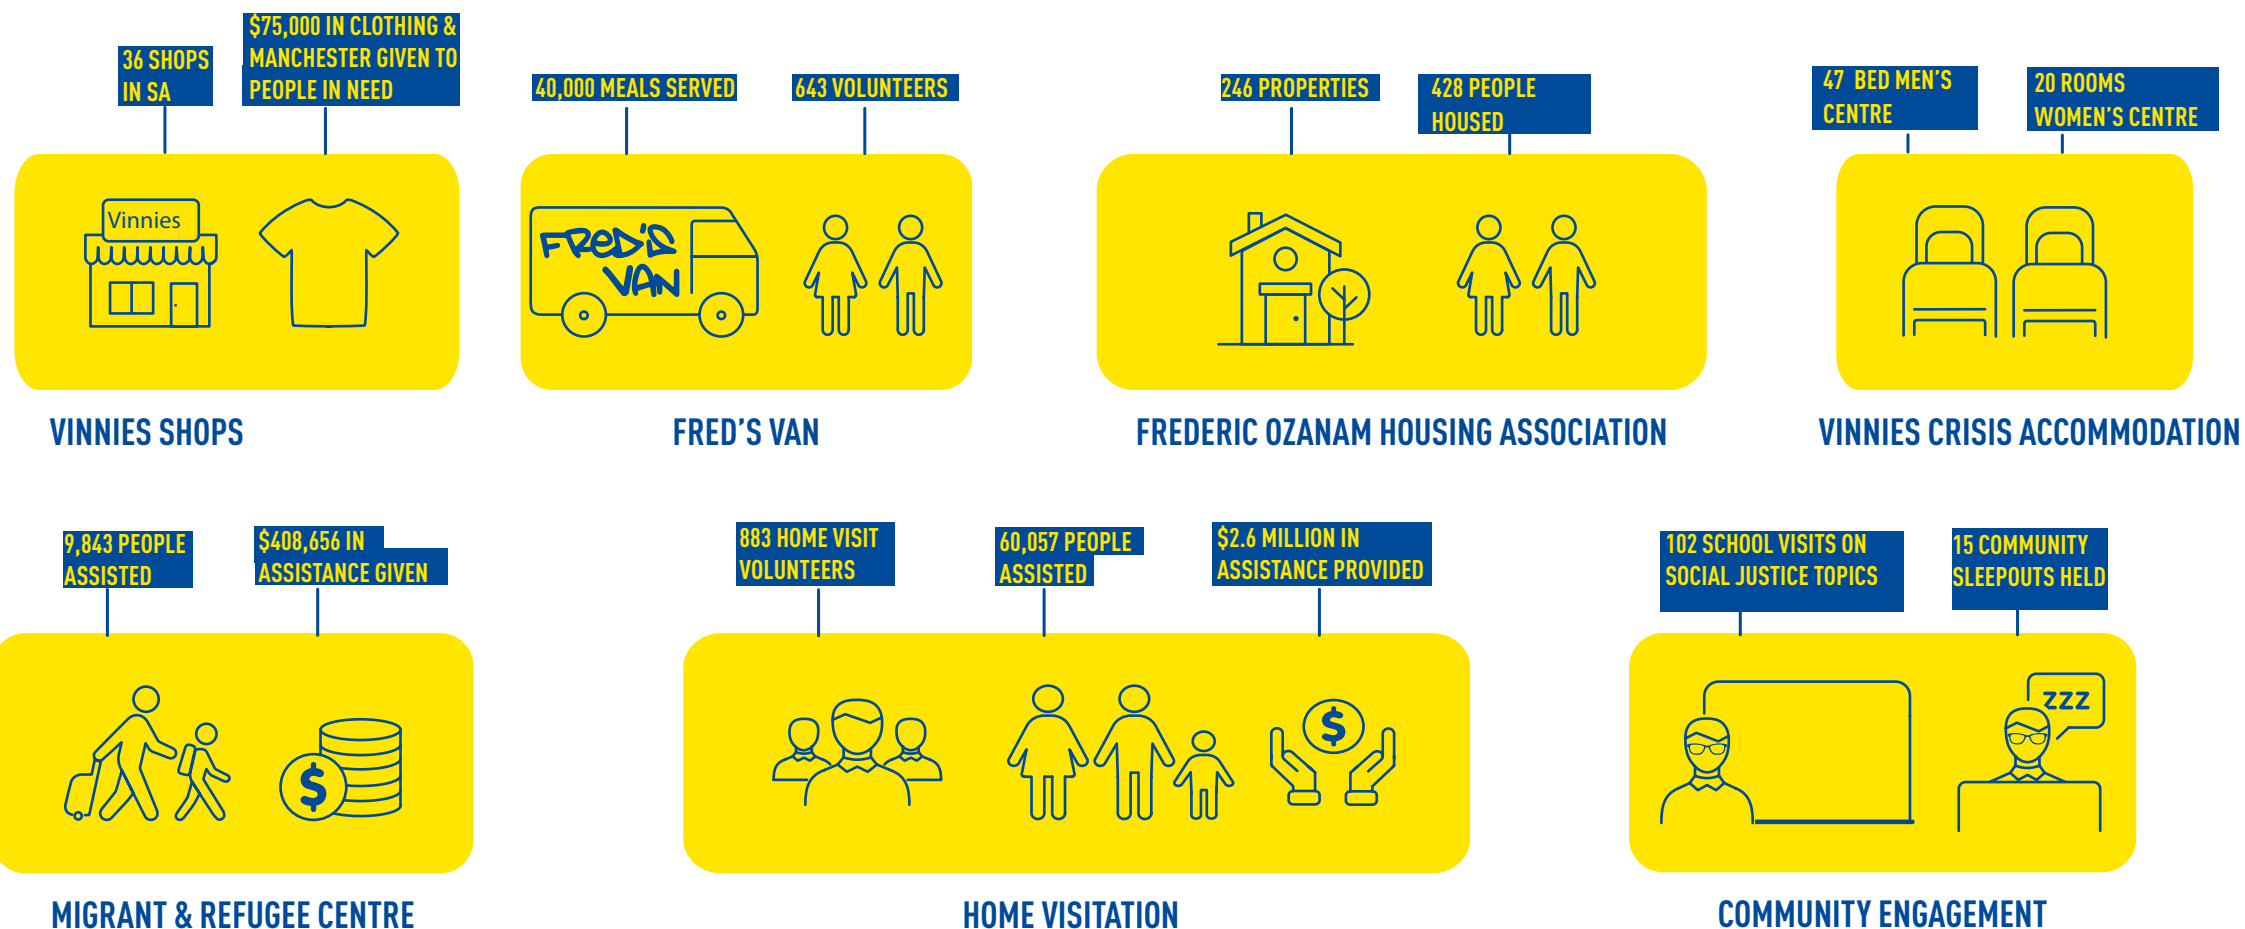 36 SHOPS
IN SA
$75,000 IN CLOTHING &
MANCHESTER GIVEN TO
PEOPLE IN NEED
Vinnies
VINNIES SHOPS
40,000 MEALS SERVED
643 VOLUNTEERS
FRED'S
VAN
FRED'S VAN
246 PROPERTIES
428 PEOPLE
HOUSED
FREDERIC OZANAM HOUSING ASSOCIATION
47 BED MEN'S
CENTRE
20 ROOMS
WOMEN'S CENTRE
VINNIES CRISIS ACCOMMODATION
9,843 PEOPLE
ASSISTED
$408,656 IN
ASSISTANCE GIVEN
$
MIGRANT & REFUGEE CENTRE
883 HOME VISIT
VOLUNTEERS
60,057 PEOPLE
ASSISTED
$2.6 MILLION IN
ASSISTANCE PROVIDED
$
HOME VISITATION
102 SCHOOL VISITS ON
SOCIAL JUSTICE TOPICS
15 COMMUNITY
SLEEPOUTS HELD
ZZZ
COMMUNITY ENGAGEMENT